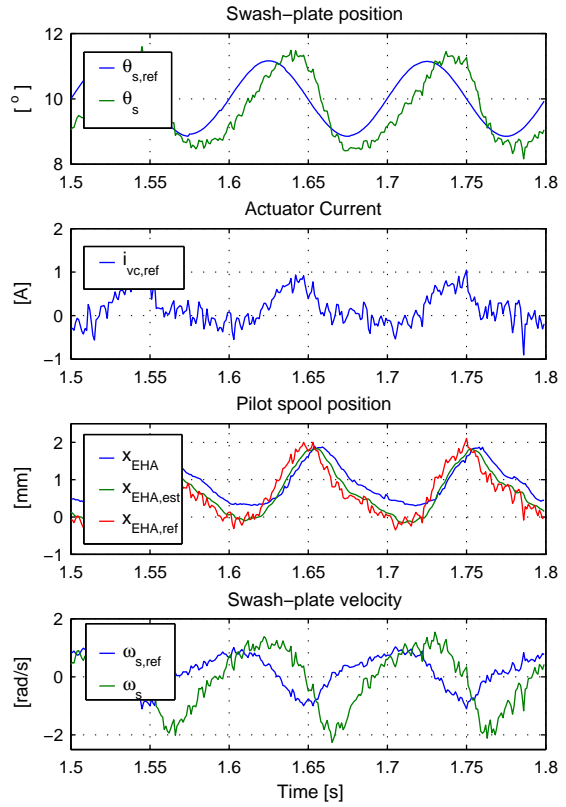 Swash-plate position
12
10
8
[°]
θs,ref
θs
1.5 1.55 1.6 1.65 1.7 1.75 1.8
Actuator Current
2
1
0
-1
[A]
ivc,ref
1.5 1.55 1.6 1.65 1.7 1.75 1.8
Pilot spool position
2
1
0
-1
[mm]
xEHA
xEHA,est
xEHA,ref
1.5 1.55 1.6 1.65 1.7 1.75 1.8
Swash-plate velocity
2
0
-2
[rad/s]
ωs,ref
ωs
1.5 1.55 1.6 1.65 1.7 1.75 1.8
Time [s]